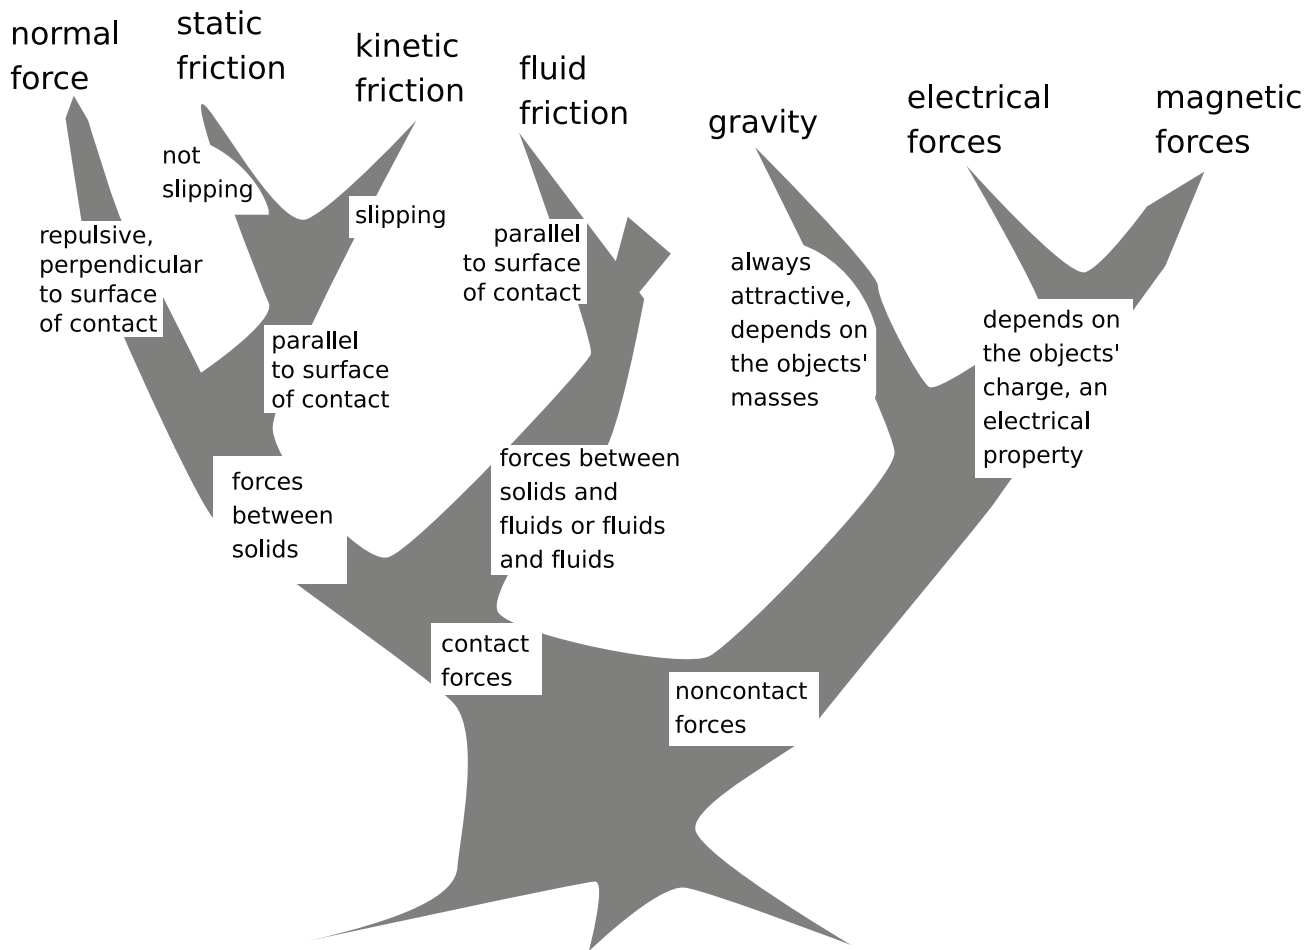 normal
force
static
friction
kinetic
friction
fluid
friction
gravity
electrical
forces
magnetic
forces
not
slipping
slipping
repulsive,
perpendicular
to surface
of contact
parallel
to surface
of contact
parallel
to surface
of contact
always
attractive,
depends on
the objects'
masses
depends on
the objects'
charge, an
electrical
property
forces
between
solids
forces between
solids and
fluids or fluids
and fluids
contact
forces
noncontact
forces